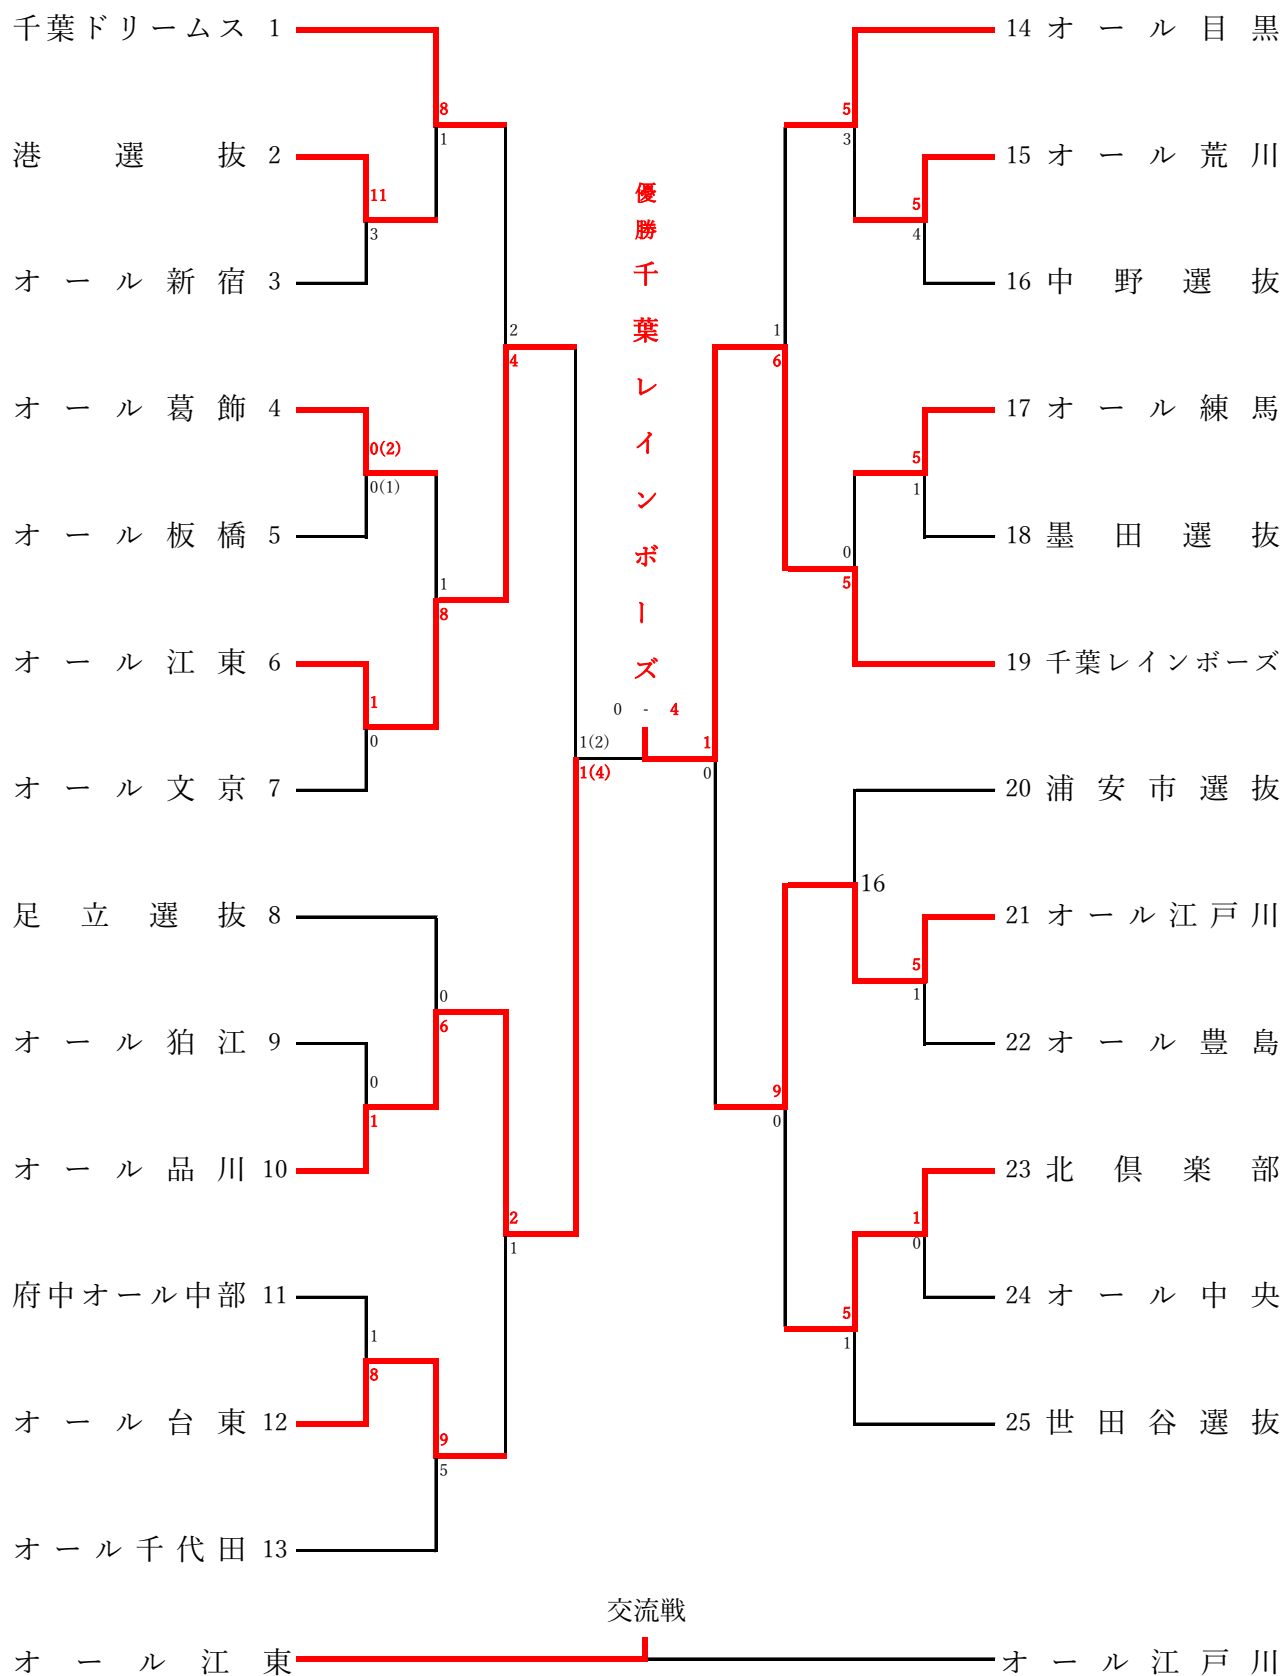 千葉ドリームス 1
港選抜 2
オール新宿 3
オール葛飾 4
オール板橋 5
オール江東 6
オール文京 7
足立選抜 8
オール狛江 9
オール品川 10
府中オール中部 11
オール台東 12
オール千代田 13
8
1
11
3
2
4
0(2)
0(1)
1
8
1
0
1(2)
1(4)
0
6
0
1
2
1
1
8
9
5
優勝
千葉レインボーズ
0 - 4
14 オール目黒
15 オール荒川
16 中野選抜
17 オール練馬
18 墨田選抜
19 千葉レインボーズ
20 浦安市選抜
21 オール江戸川
22 オール豊島
23 北倶楽部
24 オール中央
25 世田谷選抜
5
3
5
4
1
6
5
1
0
5
1
0
16
5
1
9
0
1
0
5
1
交流戦
オール江東
オール江戸川